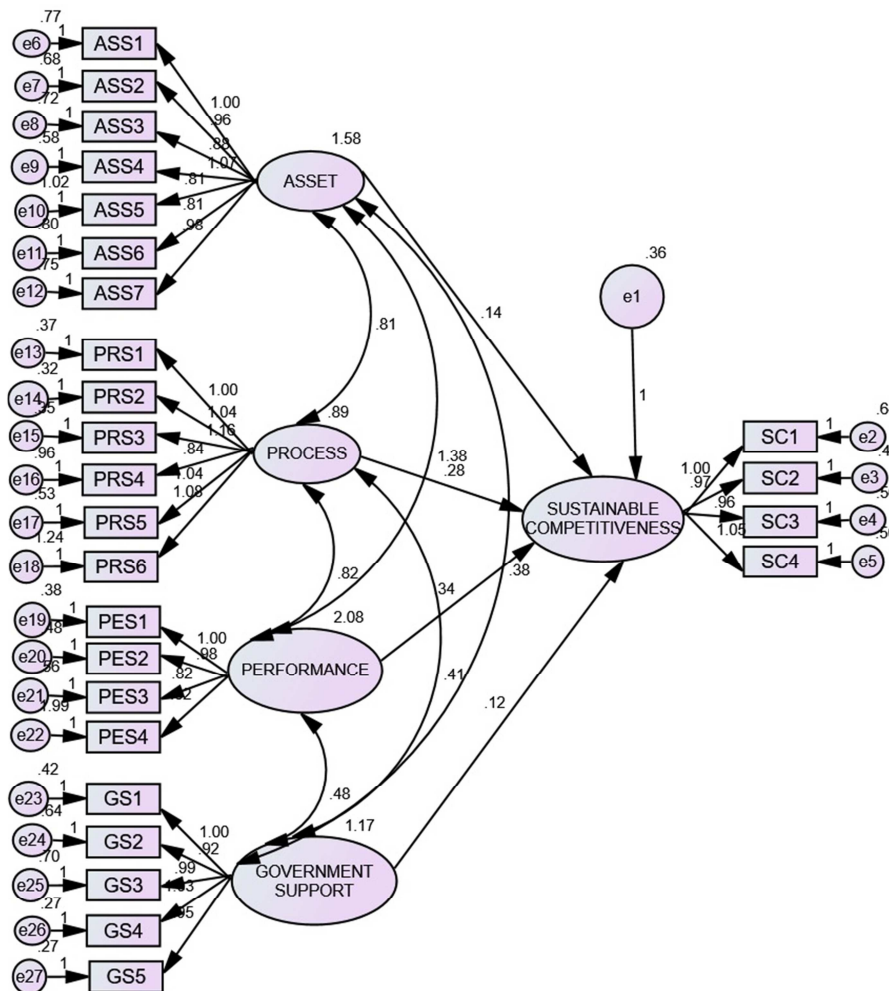 .77
e6
1
ASS1
.68
e7
1
ASS2
.72
e8
1
ASS3
.58
e9
1
ASS4
1.02
e10
1
ASS5
.80
e11
1
ASS6
.75
e12
1
ASS7
1.00
.96
.88
1.07
.81
.81
.98
1.58
ASSET
.37
e13
1
PRS1
.32
e14
1
PRS2
.35
e15
1
PRS3
.96
e16
1
PRS4
.53
e17
1
PRS5
1.24
e18
1
PRS6
1.00
1.04
1.16
.84
1.04
1.08
.89
PROCESS
.81
.14
1.38
.28
.36
e1
1
SUSTAINABLE
COMPETITIVENESS
1.00
.97
.96
1.05
SC1
1
e2
SC2
1
e3
SC3
1
e4
SC4
1
e5
.38
e19
1
PES1
.48
e20
1
PES2
.56
e21
1
PES3
1.99
e22
1
PES4
1.00
.98
.82
2.08
PERFORMANCE
.82
.34
.38
.41
.12
.48
.42
e23
1
GS1
.64
e24
1
GS2
.70
e25
1
GS3
.27
e26
1
GS4
.27
e27
1
GS5
1.00
.92
.99
.95
1.17
GOVERNMENT
SUPPORT